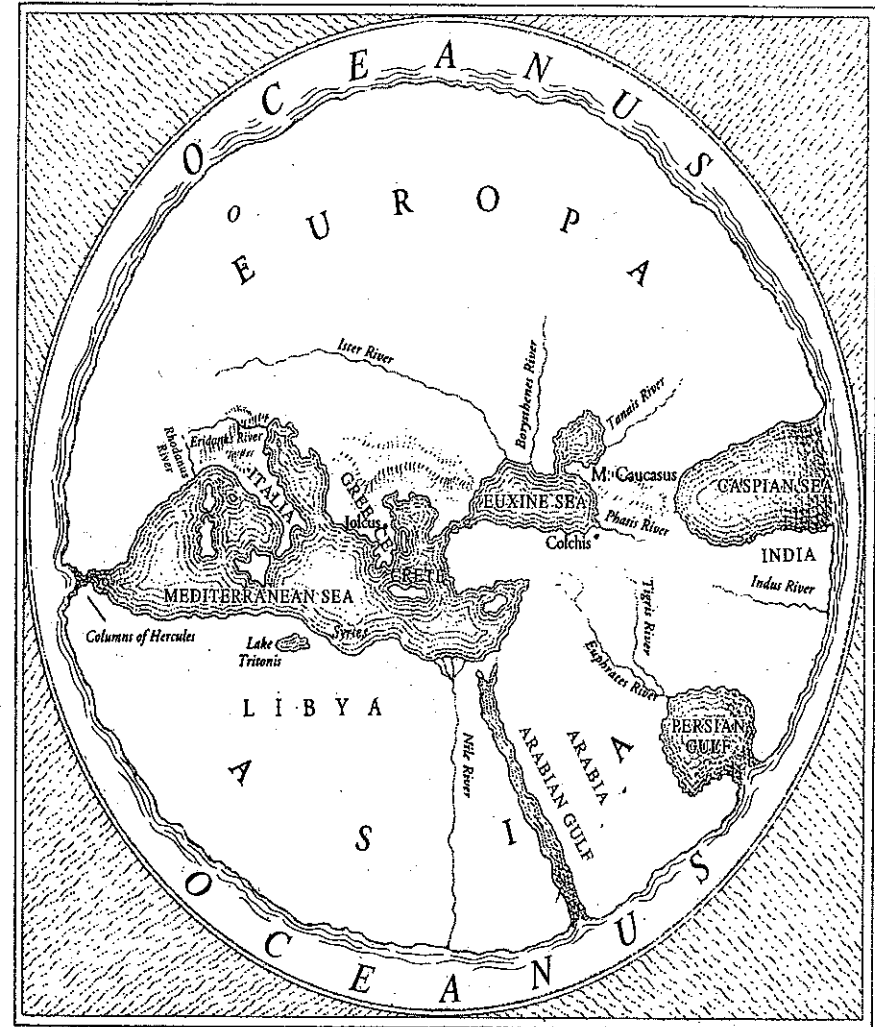 OCEANUS
EUROPA
Ister River
Borysthenes River
Tanais River
Rhodanus River
Eridanus River
ITALIA
GREECE
Iolcus
EUXINE SEA
Mt. Caucasus
CASPIAN SEA
Phasis River
Colchis
INDIA
Indus River
CRETE
MEDITERRANEAN SEA
Columns of Hercules
Lake
Tritonis
Syrtes
Tigris River
Euphrates River
LIBYA
Nile River
ARABIAN GULF
ARABIA
PERSIAN
GULF
ASIA
OCEANUS